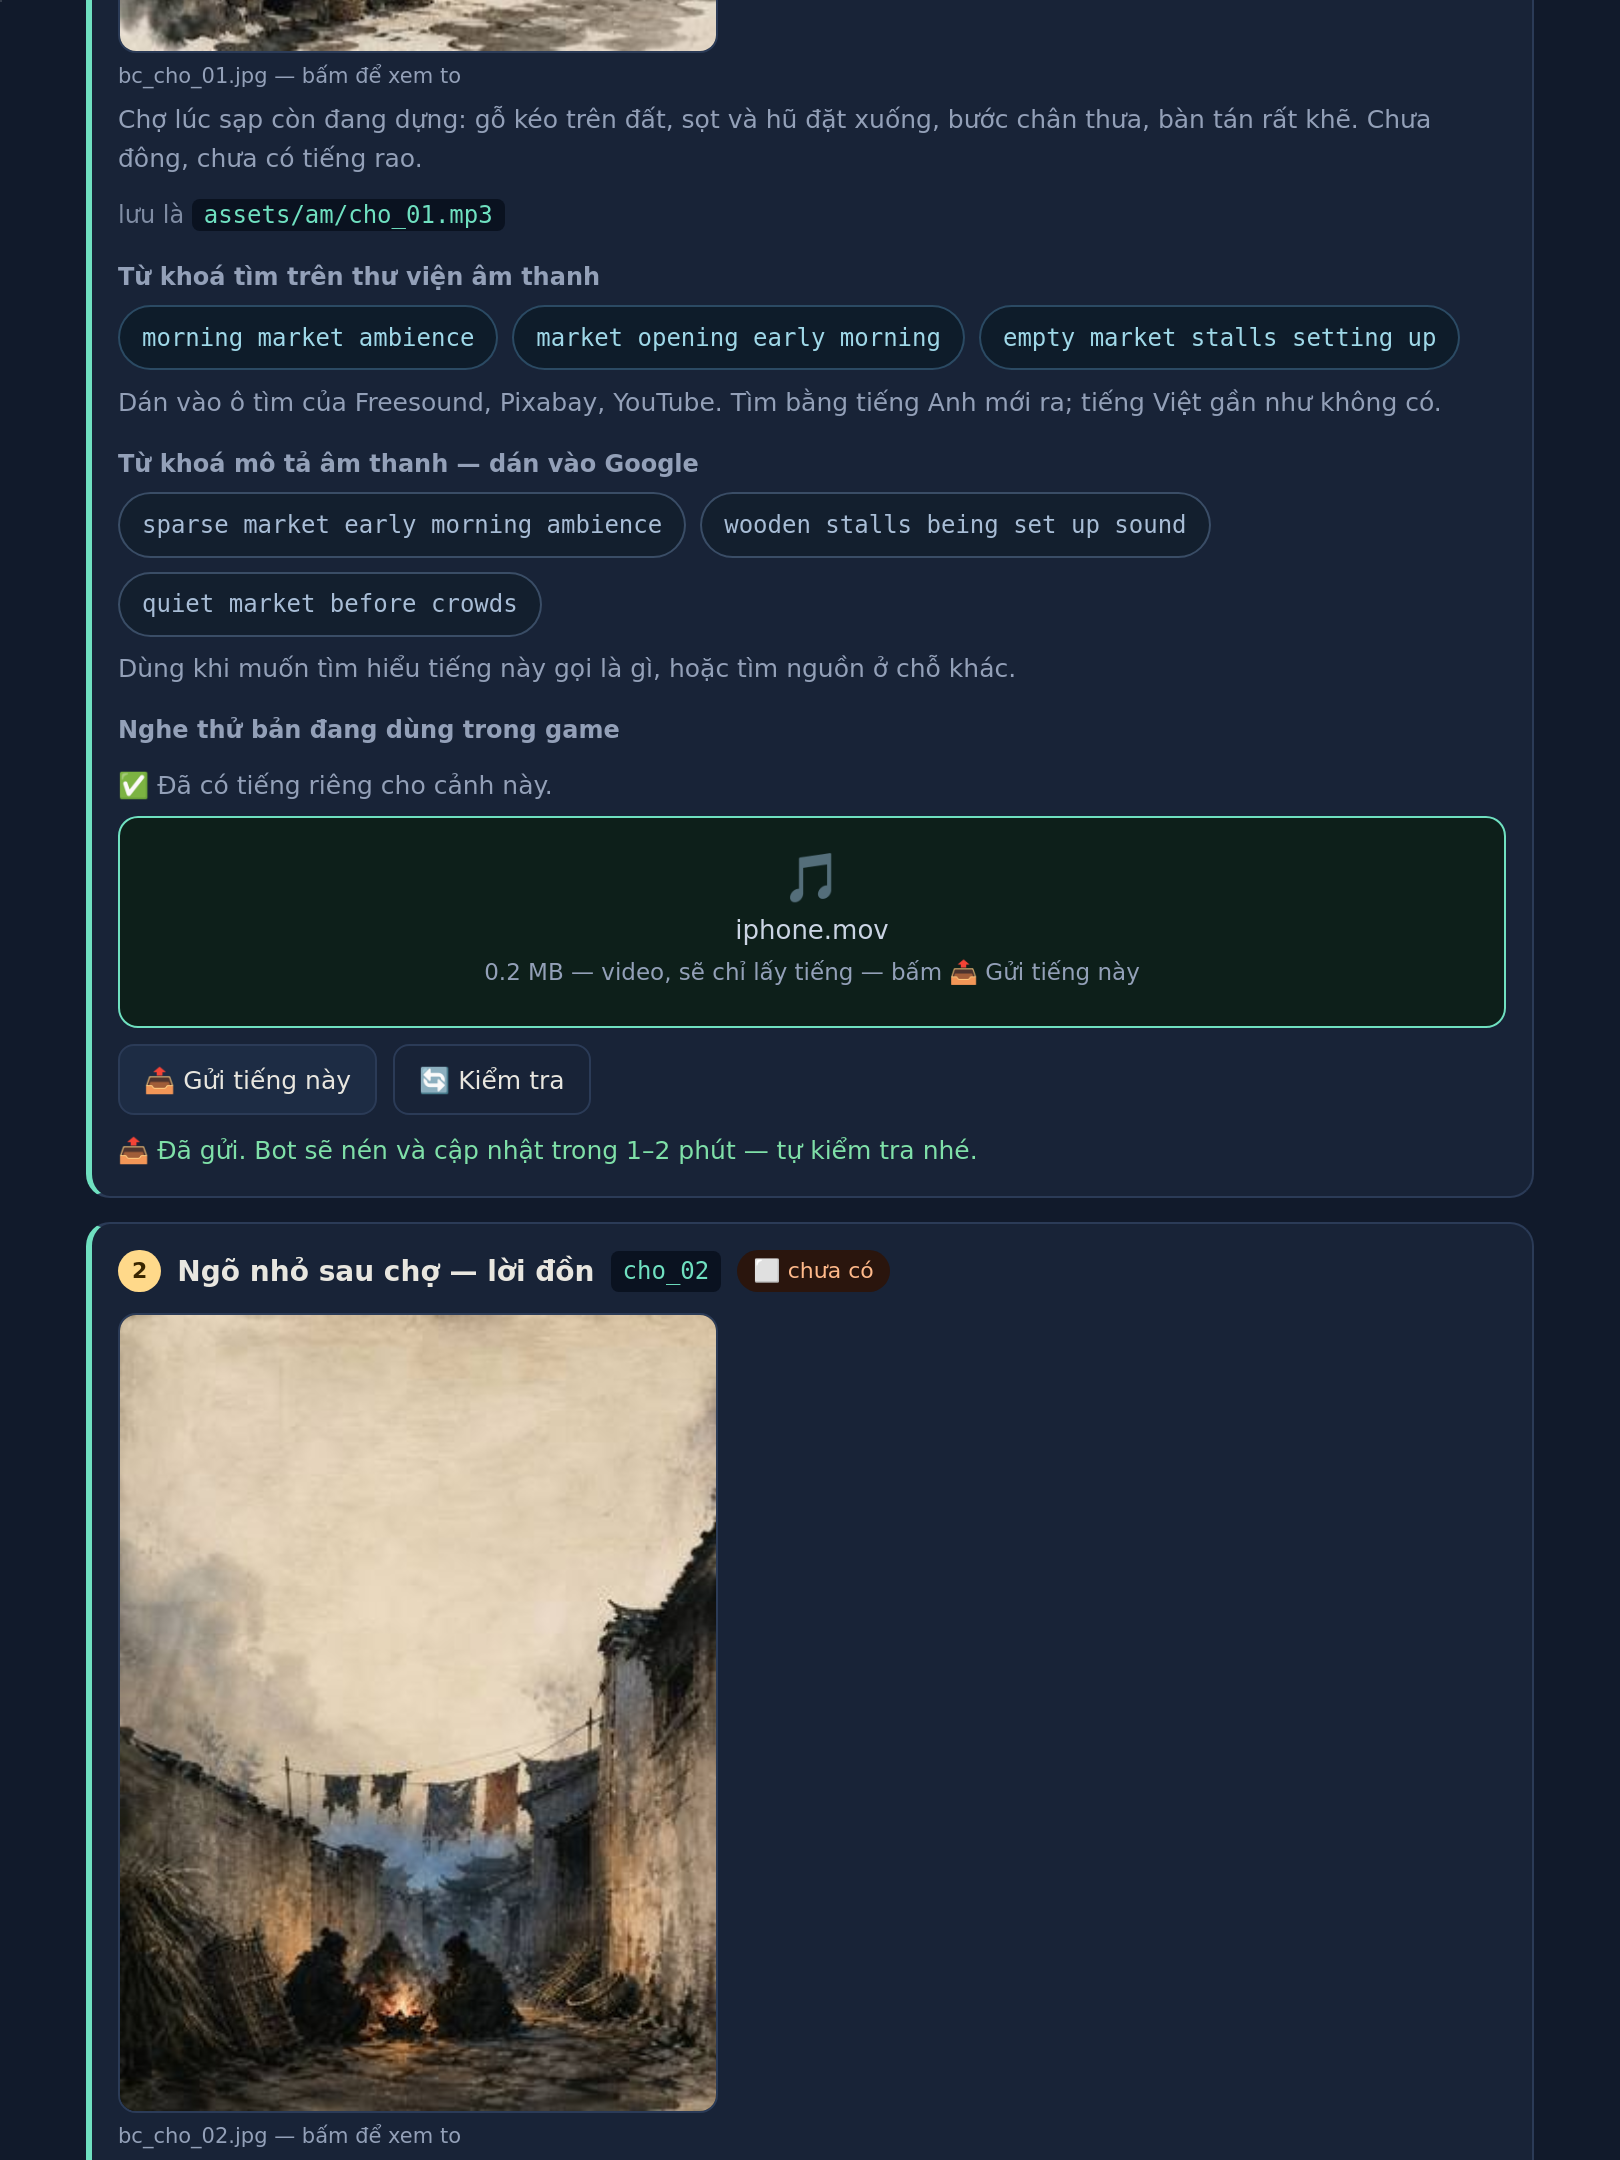 bc_cho_01.jpg — bấm để xem to
Chợ lúc sạp còn đang dựng: gỗ kéo trên đất, sọt và hũ đặt xuống, bước chân thưa, bàn tán rất khẽ. Chưa
đông, chưa có tiếng rao.
lưu là assets/am/cho_01.mp3
Từ khoá tìm trên thư viện âm thanh
morning market ambience market opening early morning empty market stalls setting up
Dán vào ô tìm của Freesound, Pixabay, YouTube. Tìm bằng tiếng Anh mới ra; tiếng Việt gần như không có.
Từ khoá mô tả âm thanh — dán vào Google
sparse market early morning ambience wooden stalls being set up sound
quiet market before crowds
Dùng khi muốn tìm hiểu tiếng này gọi là gì, hoặc tìm nguồn ở chỗ khác.
Nghe thử bản đang dùng trong game
✅ Đã có tiếng riêng cho cảnh này.
🎵
iphone.mov
0.2 MB — video, sẽ chỉ lấy tiếng — bấm 📤 Gửi tiếng này
📤 Gửi tiếng này 🔄 Kiểm tra
📤 Đã gửi. Bot sẽ nén và cập nhật trong 1–2 phút — tự kiểm tra nhé.
2 Ngõ nhỏ sau chợ — lời đồn cho_02 ⬜ chưa có
bc_cho_02.jpg — bấm để xem to